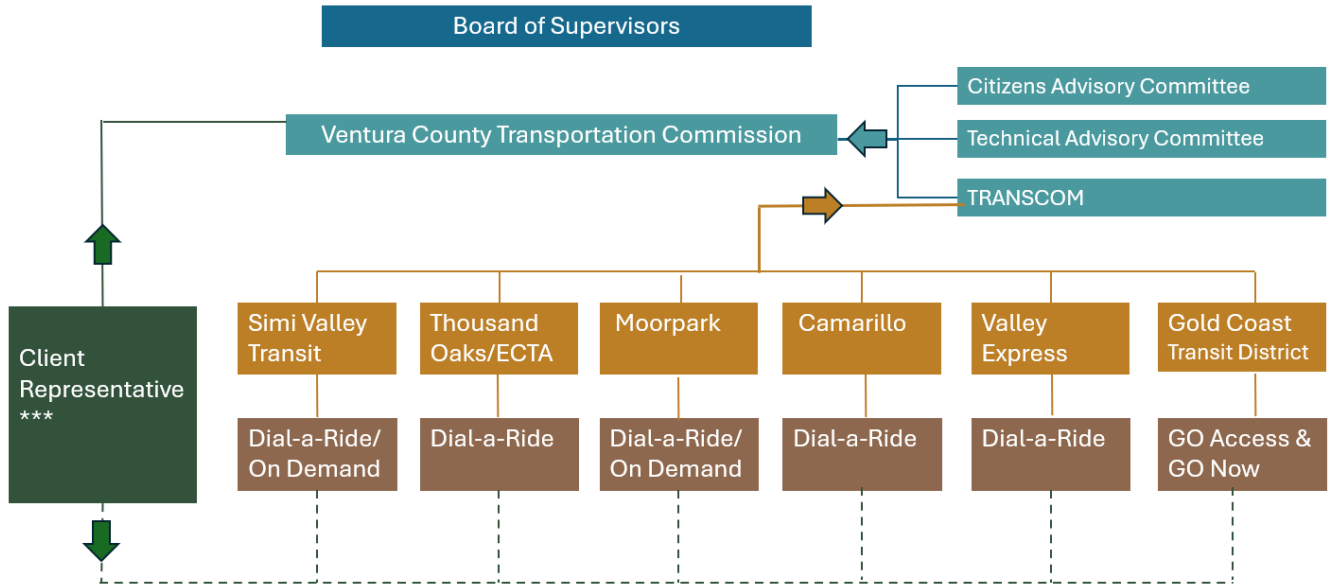 Board of Supervisors
Citizens Advisory Committee
Ventura County Transportation Commission
Technical Advisory Committee
TRANSCOM
Client
Representative
***
Simi Valley
Transit
Thousand
Oaks/ECTA
Moorpark
Camarillo
Valley
Express
Gold Coast
Transit District
Dial-a-Ride/
On Demand
Dial-a-Ride
Dial-a-Ride/
On Demand
Dial-a-Ride
Dial-a-Ride
GO Access &
GO Now